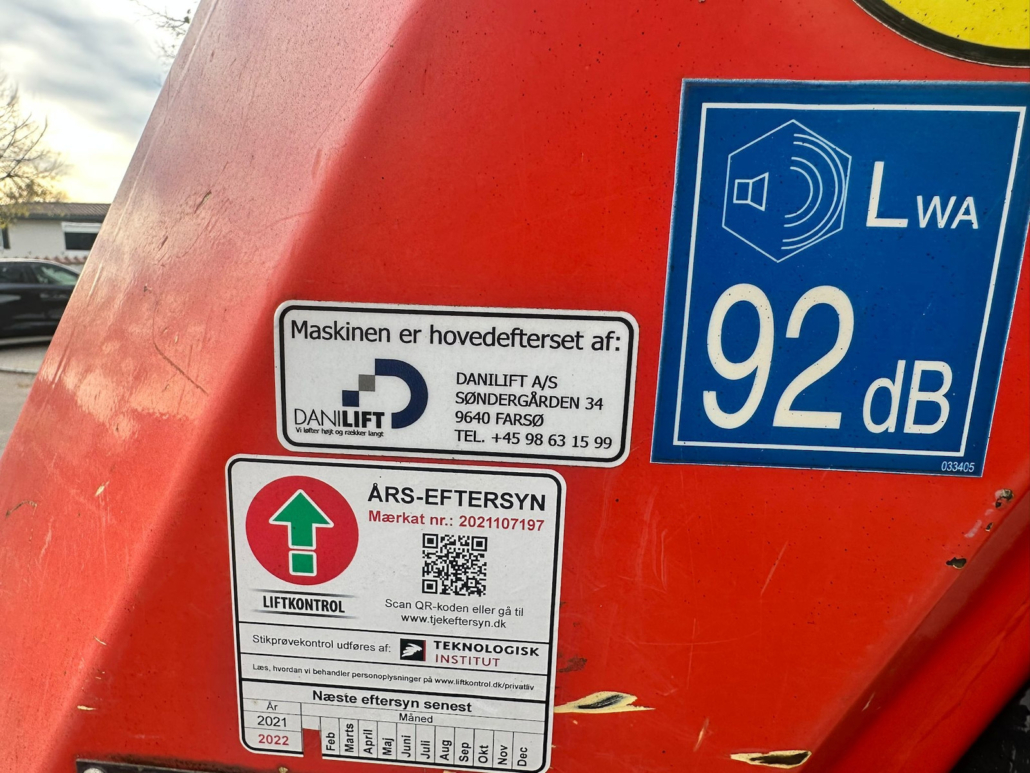 LWA
92 dB
033405
Maskinen er hovedefterset af:
DANILIFT
Vi løfter højt og rækker langt
DANILIFT A/S
SØNDERGÅRDEN 34
9640 FARSØ
TEL. +45 98 63 15 99
ÅRS-EFTERSYN
Mærkat nr.: 2021107197
LIFTKONTROL
Scan QR-koden eller gå til
www.tjekeftersyn.dk
Stikprøvekontrol udføres af:
TEKNOLOGISK
INSTITUT
Læs, hvordan vi behandler personoplysninger på www.liftkontrol.dk/privatliv
Næste eftersyn senest
År
Måned
2021
2022
Feb Marts April Maj Juni Juli Aug Sep Okt Nov Dec